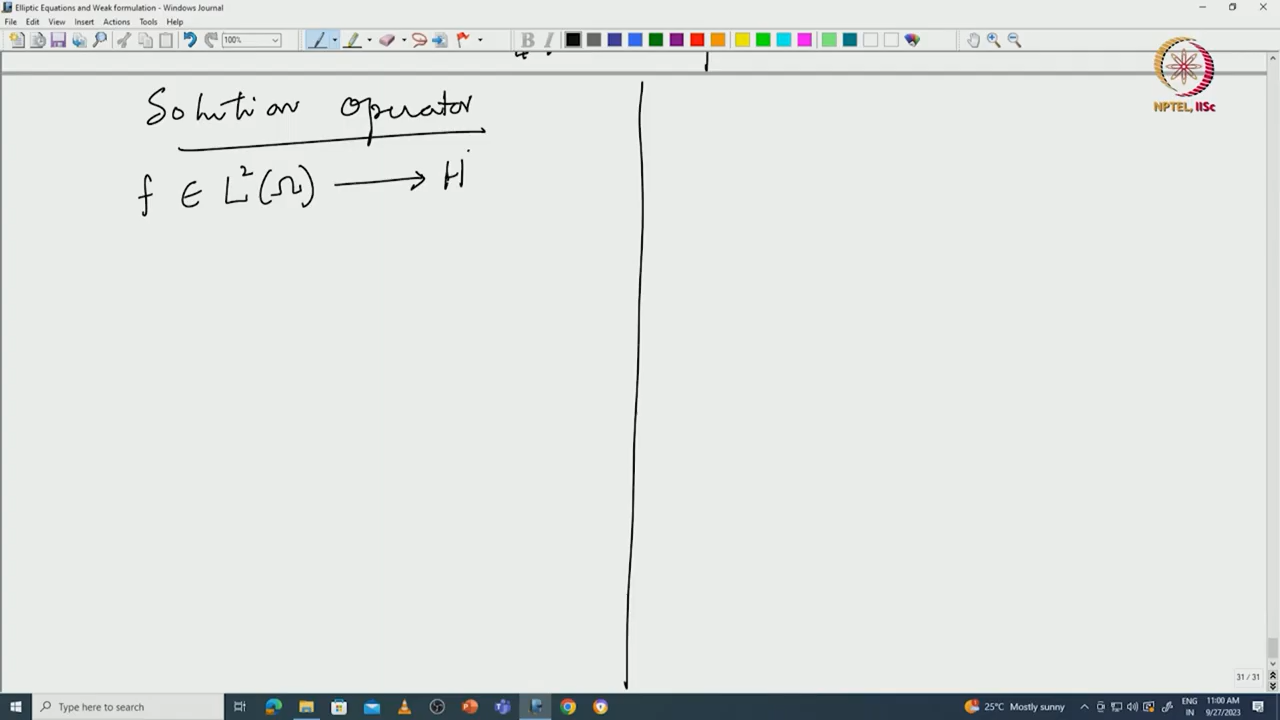 Elliptic Equations and Weak formulation - Windows Journal
File Edit View Insert Actions Tools Help
100%
B I
NPTEL, IISc
Solution operator
f ∈ L²(Ω) ⟶ H
31 / 31
Type here to search
25°C Mostly sunny
ENG
IN
11:00 AM
9/27/2023